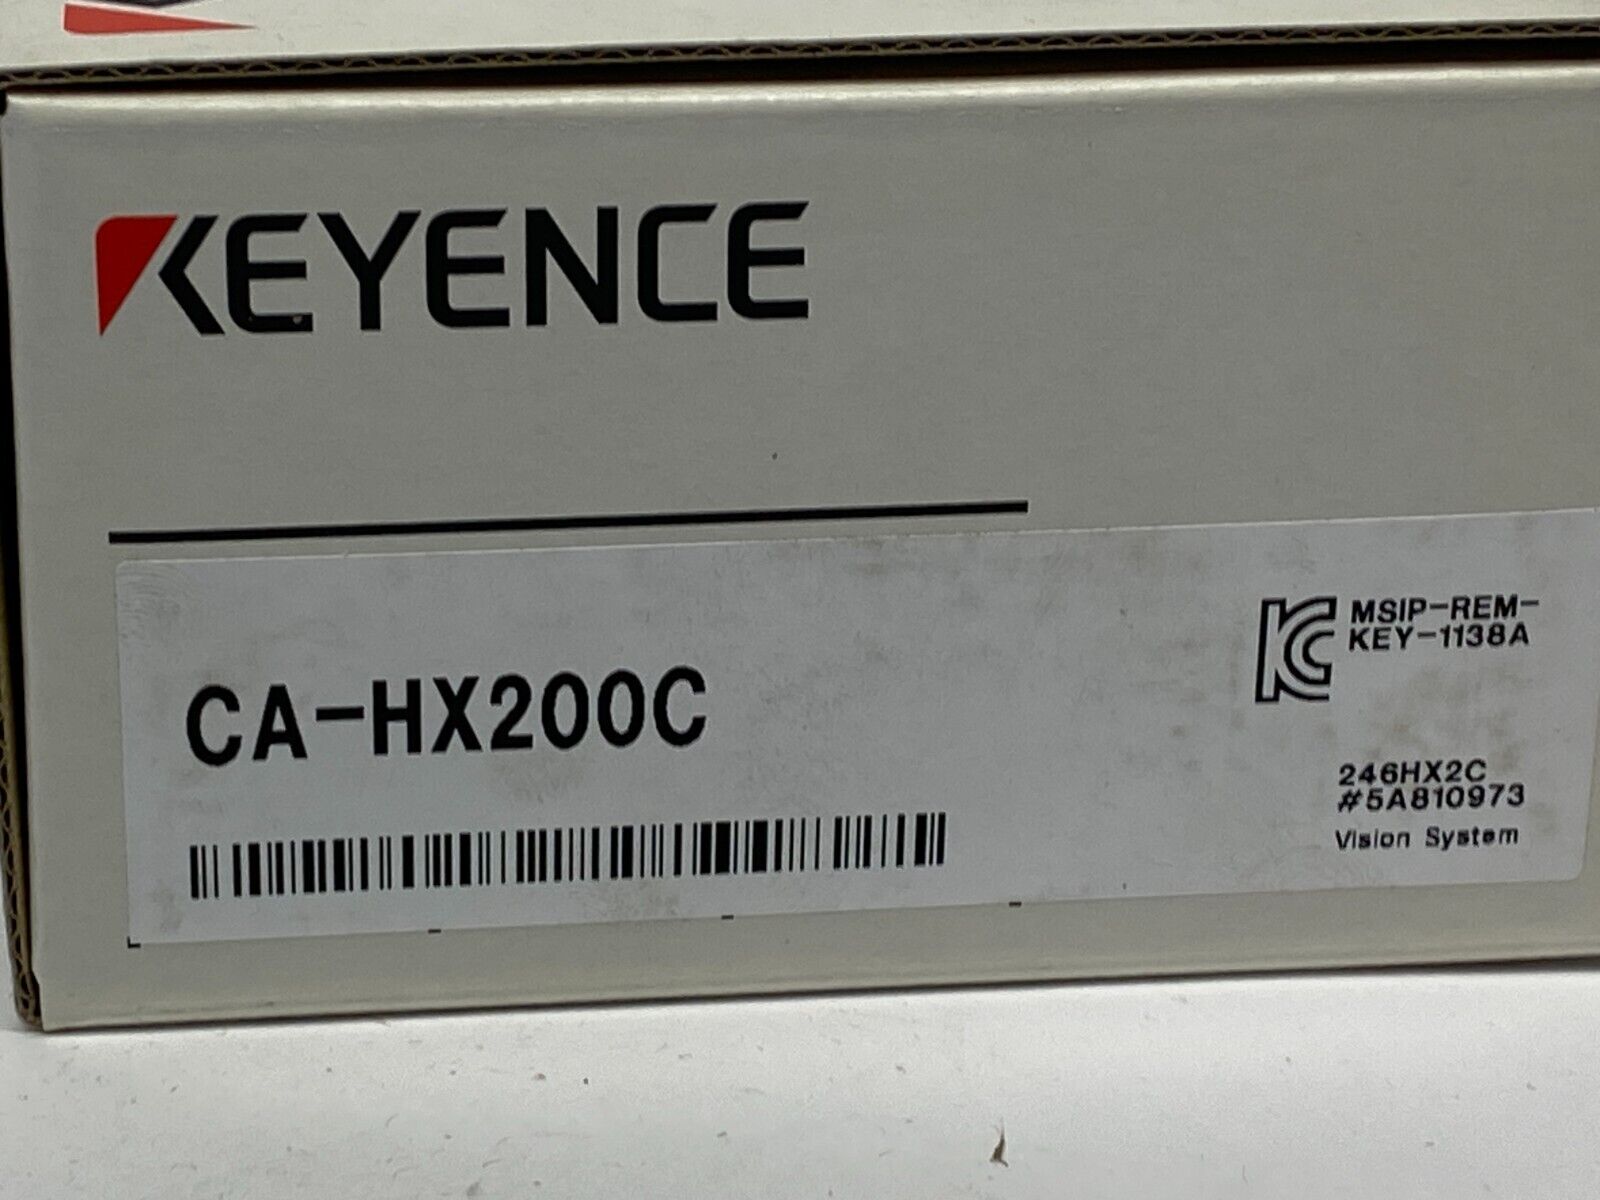 KEYENCE
CA-HX200C
MSIP-REM-
KEY-1138A
246HX2C
#5A810973
Vision System